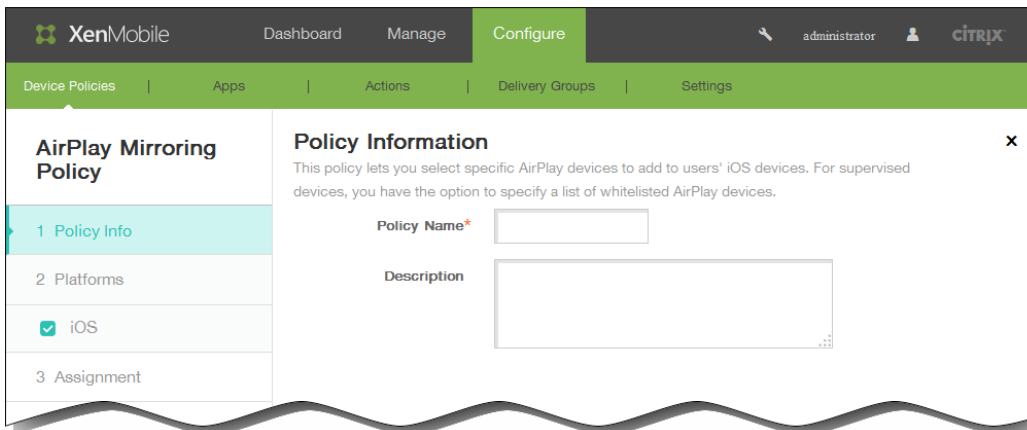 XenMobile Dashboard Manage Configure administrator CİTRIX
Device Policies | Apps | Actions | Delivery Groups | Settings
AirPlay Mirroring
Policy
1 Policy Info
2 Platforms
iOS
3 Assignment
Policy Information
This policy lets you select specific AirPlay devices to add to users' iOS devices. For supervised
devices, you have the option to specify a list of whitelisted AirPlay devices.
Policy Name*
Description